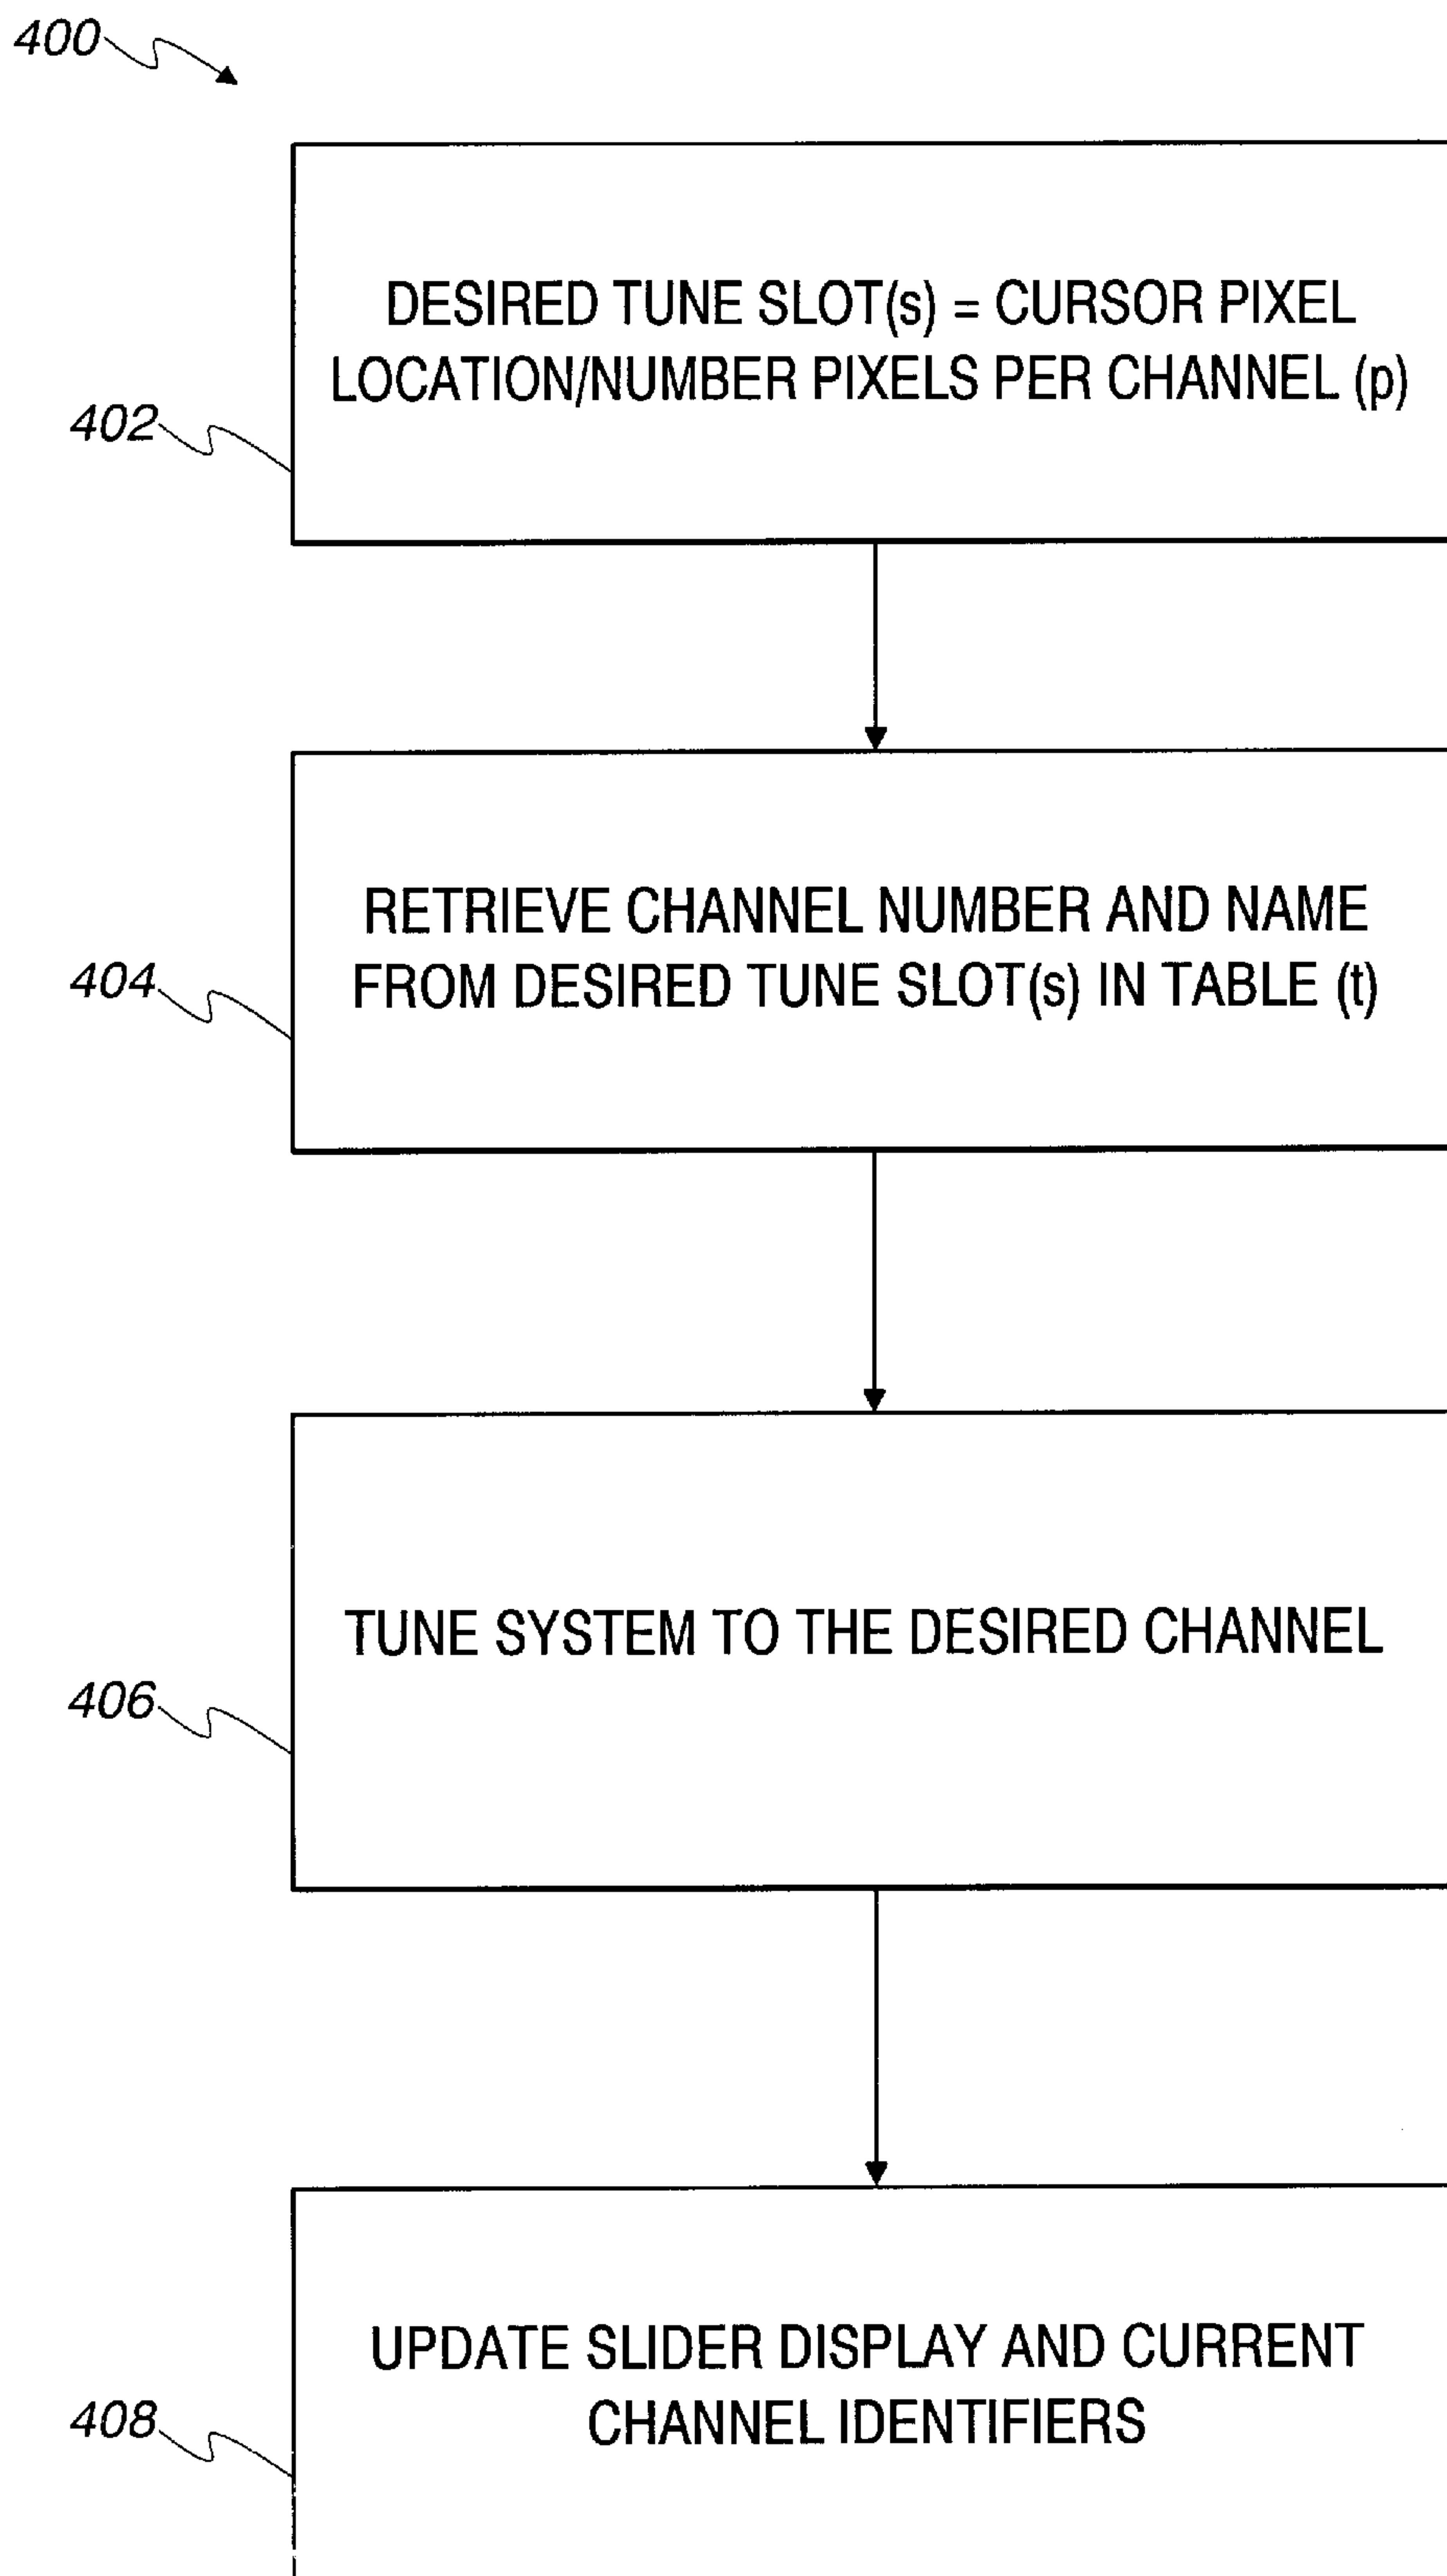 400
DESIRED TUNE SLOT(s) = CURSOR PIXEL
LOCATION/NUMBER PIXELS PER CHANNEL (p)
402
RETRIEVE CHANNEL NUMBER AND NAME
FROM DESIRED TUNE SLOT(s) IN TABLE (t)
404
TUNE SYSTEM TO THE DESIRED CHANNEL
406
UPDATE SLIDER DISPLAY AND CURRENT
CHANNEL IDENTIFIERS
408